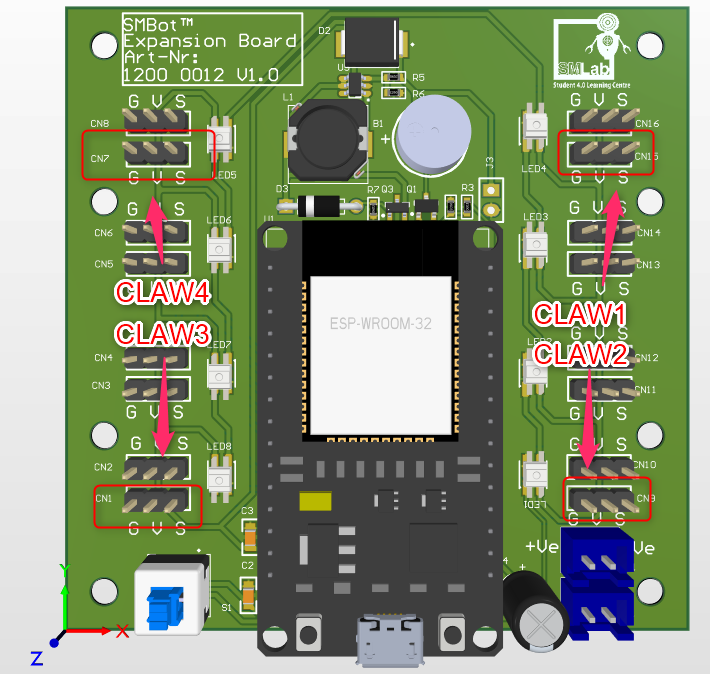 SMBot™
Expansion Board
Art-Nr:
1200 0012 V1.0
D2
SMLab
Student 4.0 Learning Centre
R5
R6
L1
B1
+
G V S
CN8
CN7
G V S
LED5
G V S
CN16
CN15
G V S
LED4
D3
R7
Q3
Q1
R3
J3
U1
G V S
CN6
CN5
LED6
LED3
G V S
CN14
CN13
ESP-WROOM-32
CLAW4
CLAW3
CLAW1
CLAW2
CN4
CN3
G V S
LED7
CN12
CN11
G V S
G V S
CN2
CN1
G V S
LED8
G V S
CN10
CN9
G V S
LED1
C3
C2
S1
+Ve
Ve
+
Y
X
Z